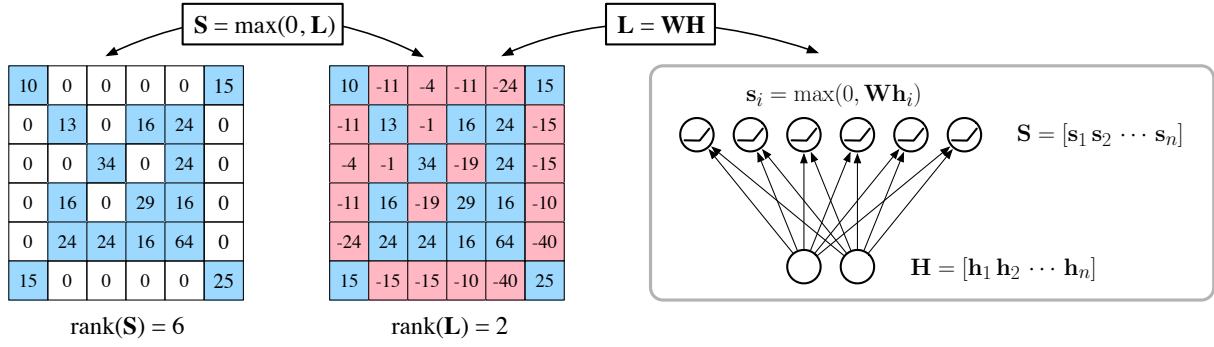 S = max(0, L)
L = WH
10 0 0 0 0 15
0 13 0 16 24 0
0 0 34 0 24 0
0 16 0 29 16 0
0 24 24 16 64 0
15 0 0 0 0 25
rank(S) = 6
10 -11 -4 -11 -24 15
-11 13 -1 16 24 -15
-4 -1 34 -19 24 -15
-11 16 -19 29 16 -10
-24 24 24 16 64 -40
15 -15 -15 -10 -40 25
rank(L) = 2
s_i = max(0, Wh_i)
S = [s_1 s_2 ⋯ s_n]
H = [h_1 h_2 ⋯ h_n]